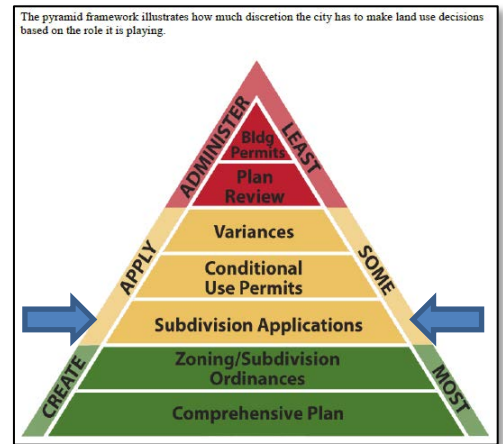 The pyramid framework illustrates how much discretion the city has to make land use decisions
based on the role it is playing.
ADMINISTER
LEAST
Bldg
Permits
Plan
Review
APPLY
SOME
Variances
Conditional
Use Permits
Subdivision Applications
CREATE
MOST
Zoning/Subdivision
Ordinances
Comprehensive Plan